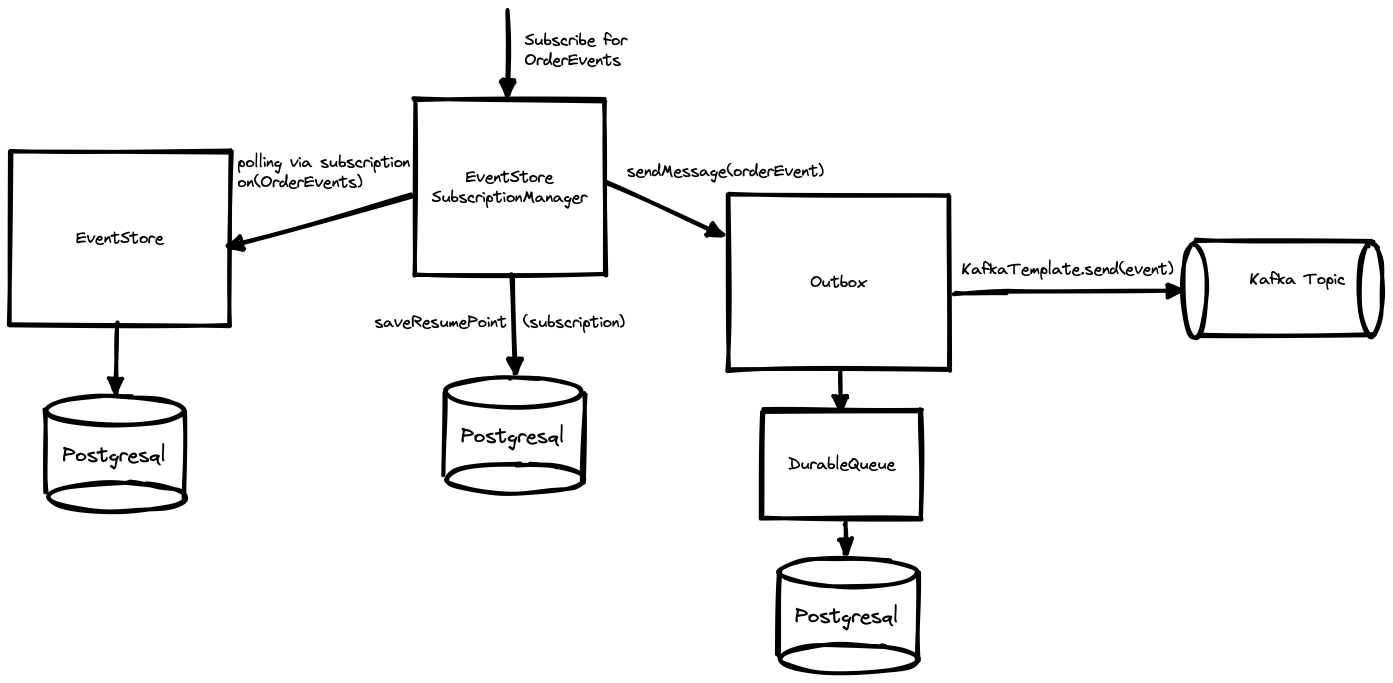 Subscribe for
OrderEvents
polling via subscription
on(OrderEvents)
EventStore
SubscriptionManager
sendMessage(orderEvent)
EventStore
Outbox
KafkaTemplate.send(event)
Kafka Topic
saveResumePoint (subscription)
Postgresql
Postgresql
DurableQueue
Postgresql